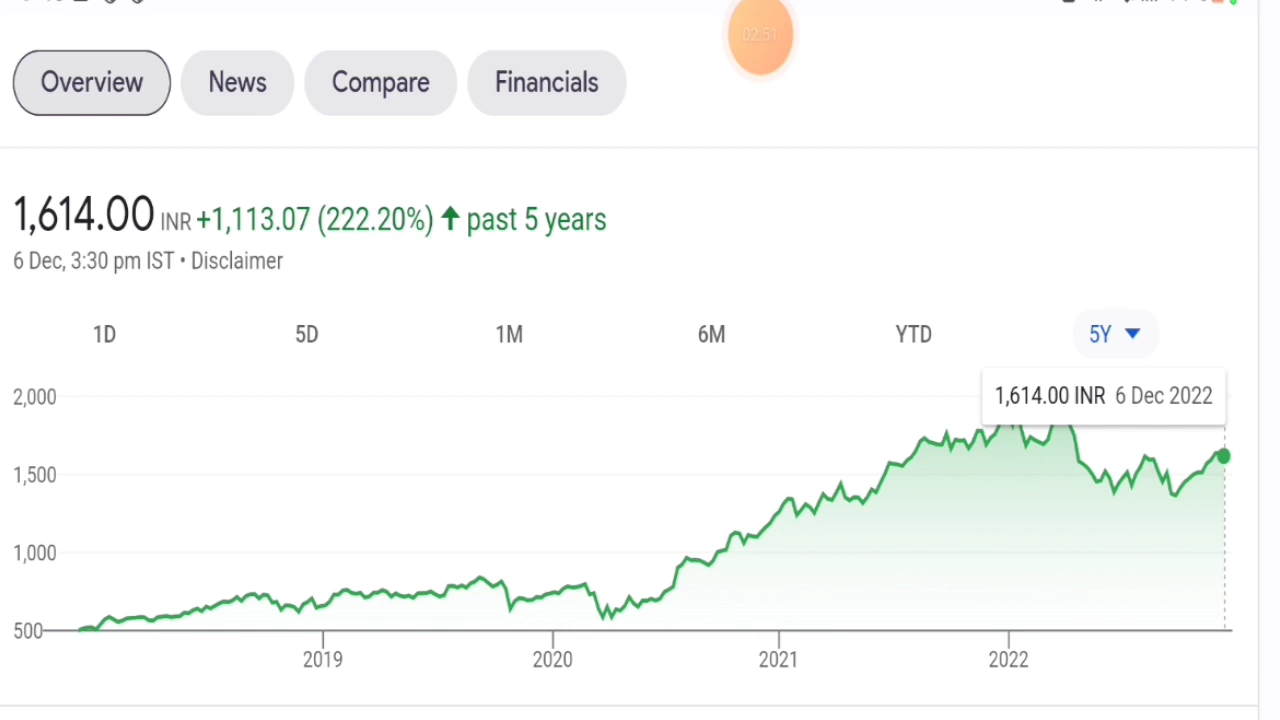 02:51
Overview News Compare Financials
1,614.00 INR +1,113.07 (222.20%) ↑ past 5 years
6 Dec, 3:30 pm IST • Disclaimer
1D 5D 1M 6M YTD 5Y
1,614.00 INR 6 Dec 2022
2,000
1,500
1,000
500
2019 2020 2021 2022